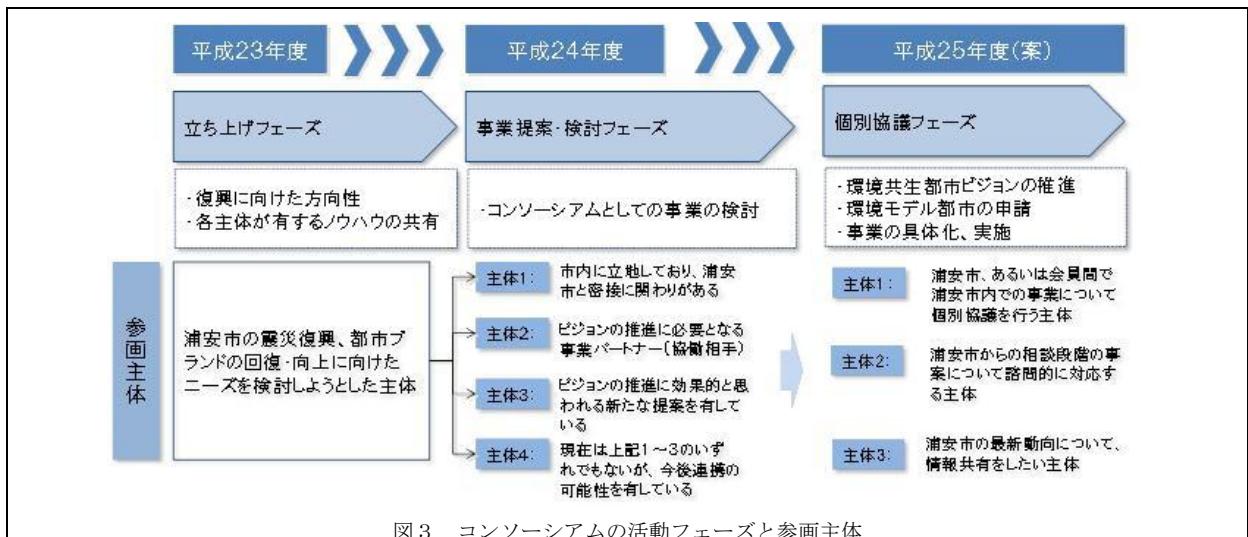 平成23年度
平成24年度
平成25年度(案)
立ち上げフェーズ
事業提案・検討フェーズ
個別協議フェーズ
・復興に向けた方向性
・各主体が有するノウハウの共有
・コンソーシアムとしての事業の検討
・環境共生都市ビジョンの推進
・環境モデル都市の申請
・事業の具体化、実施
参画主体
浦安市の震災復興、都市ブ
ランドの回復・向上に向けた
ニーズを検討しようとした主体
主体1:
市内に立地しており、浦安
市と密接に関わりがある
主体2:
ビジョンの推進に必要となる
事業パートナー(協働相手)
主体3:
ビジョンの推進に効果的と思
われる新たな提案を有して
いる
主体4:
現在は上記1～3のいず
れでもないが、今後連携の
可能性を有している
主体1:
浦安市、あるいは会員間で
浦安市内での事業について
個別協議を行う主体
主体2:
浦安市からの相談段階の事
案について諮問的に対応す
る主体
主体3:
浦安市の最新動向について、
情報共有をしたい主体
図3 コンソーシアムの活動フェーズと参画主体